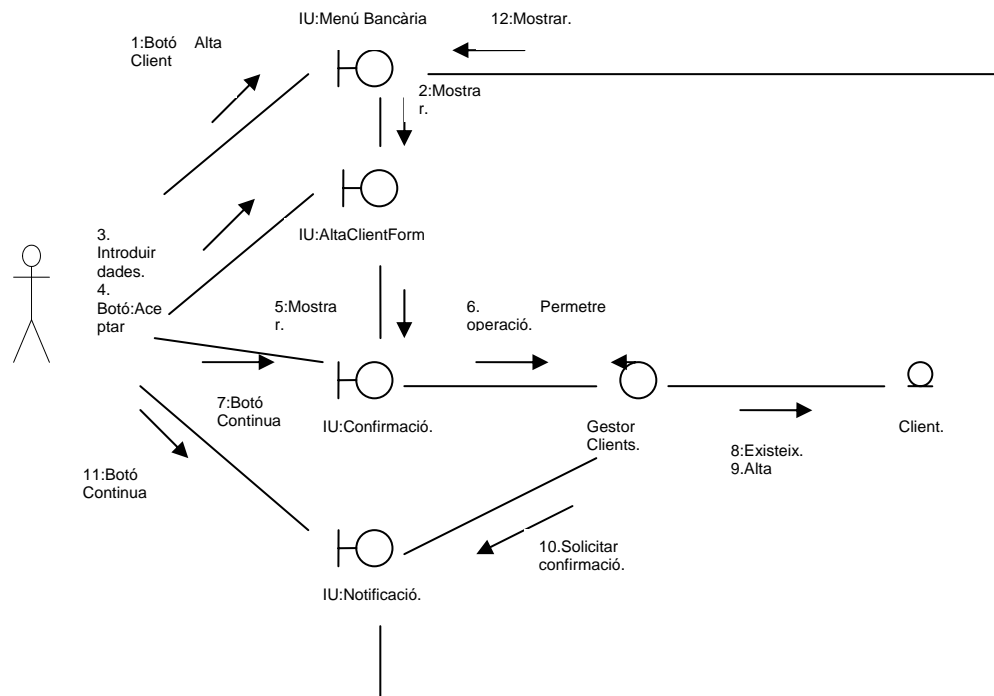 IU:Menú Bancària
12:Mostrar.
1:Botó Alta
Client
2:Mostra
r.
IU:AltaClientForm
3.
Introduir
dades.
4.
Botó:Ace
ptar
5:Mostra
r.
6. Permetre
operació.
7:Botó
Continua
IU:Confirmació.
Gestor
Clients.
Client.
8:Existeix.
9.Alta
11:Botó
Continua
10.Solicitar
confirmació.
IU:Notificació.